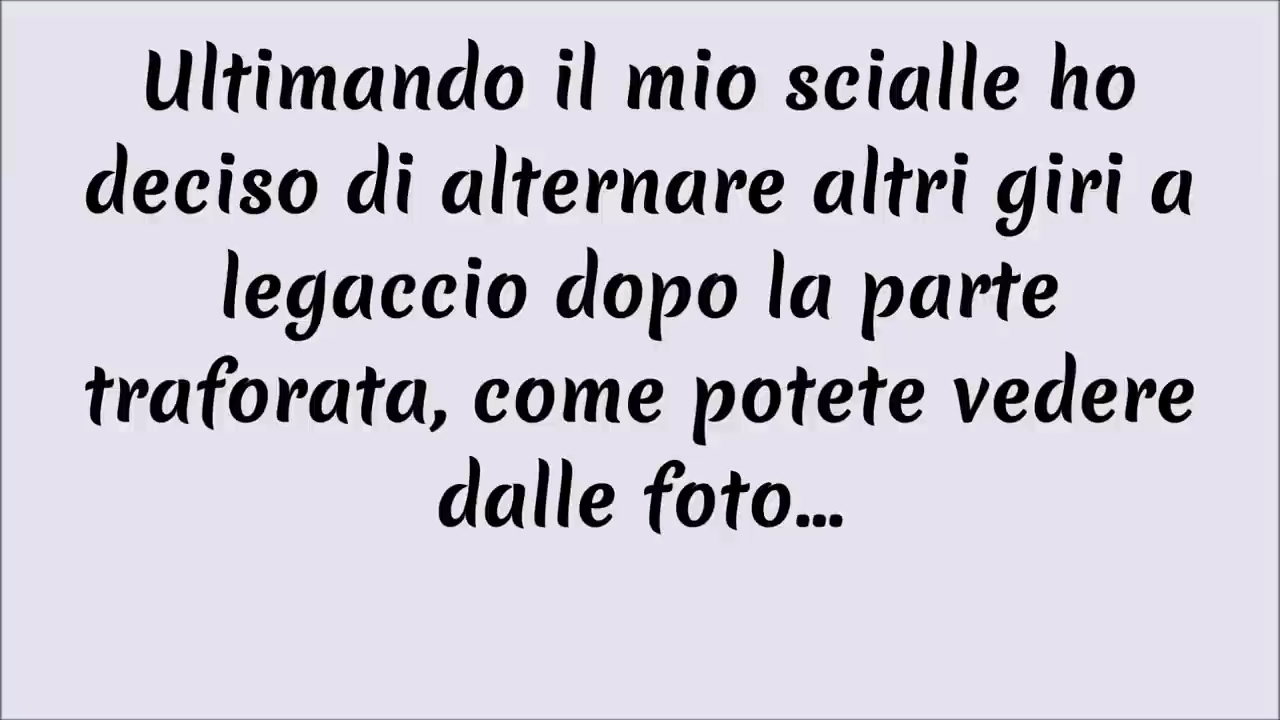 Ultimando il mio scialle ho
deciso di alternare altri giri a
legaccio dopo la parte
traforata, come potete vedere
dalle foto...